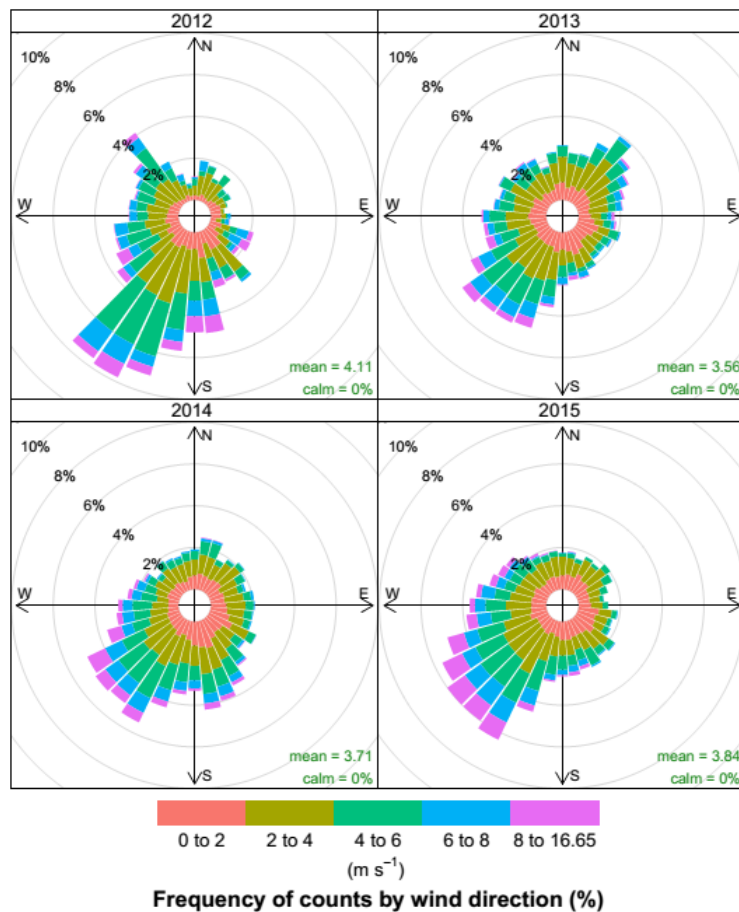 2012
2013
10%
8%
6%
4%
2%
N
W
E
S
mean = 4.11
calm = 0%
10%
8%
6%
4%
2%
N
W
E
S
mean = 3.56
calm = 0%
2014
2015
10%
8%
6%
4%
2%
N
W
E
S
mean = 3.71
calm = 0%
10%
8%
6%
4%
2%
N
W
E
S
mean = 3.84
calm = 0%
0 to 2 2 to 4 4 to 6 6 to 8 8 to 16.65
(m s⁻¹)
Frequency of counts by wind direction (%)